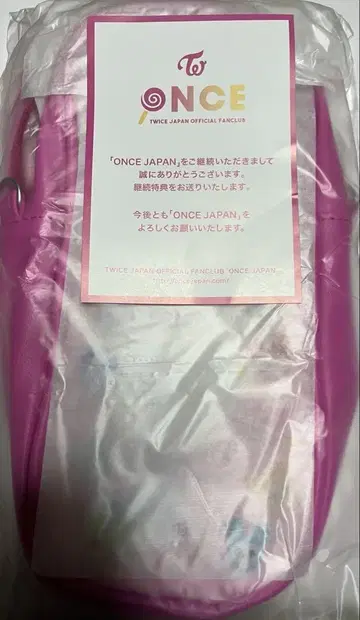 TW
ONCE
TWICE JAPAN OFFICIAL FANCLUB
「ONCE JAPAN」をご継続いただきまして
誠にありがとうございます。
継続特典をお送りいたします。
今後とも「ONCE JAPAN」を
よろしくお願いいたします。
TWICE JAPAN OFFICIAL FENCLUB "ONCE JAPAN"